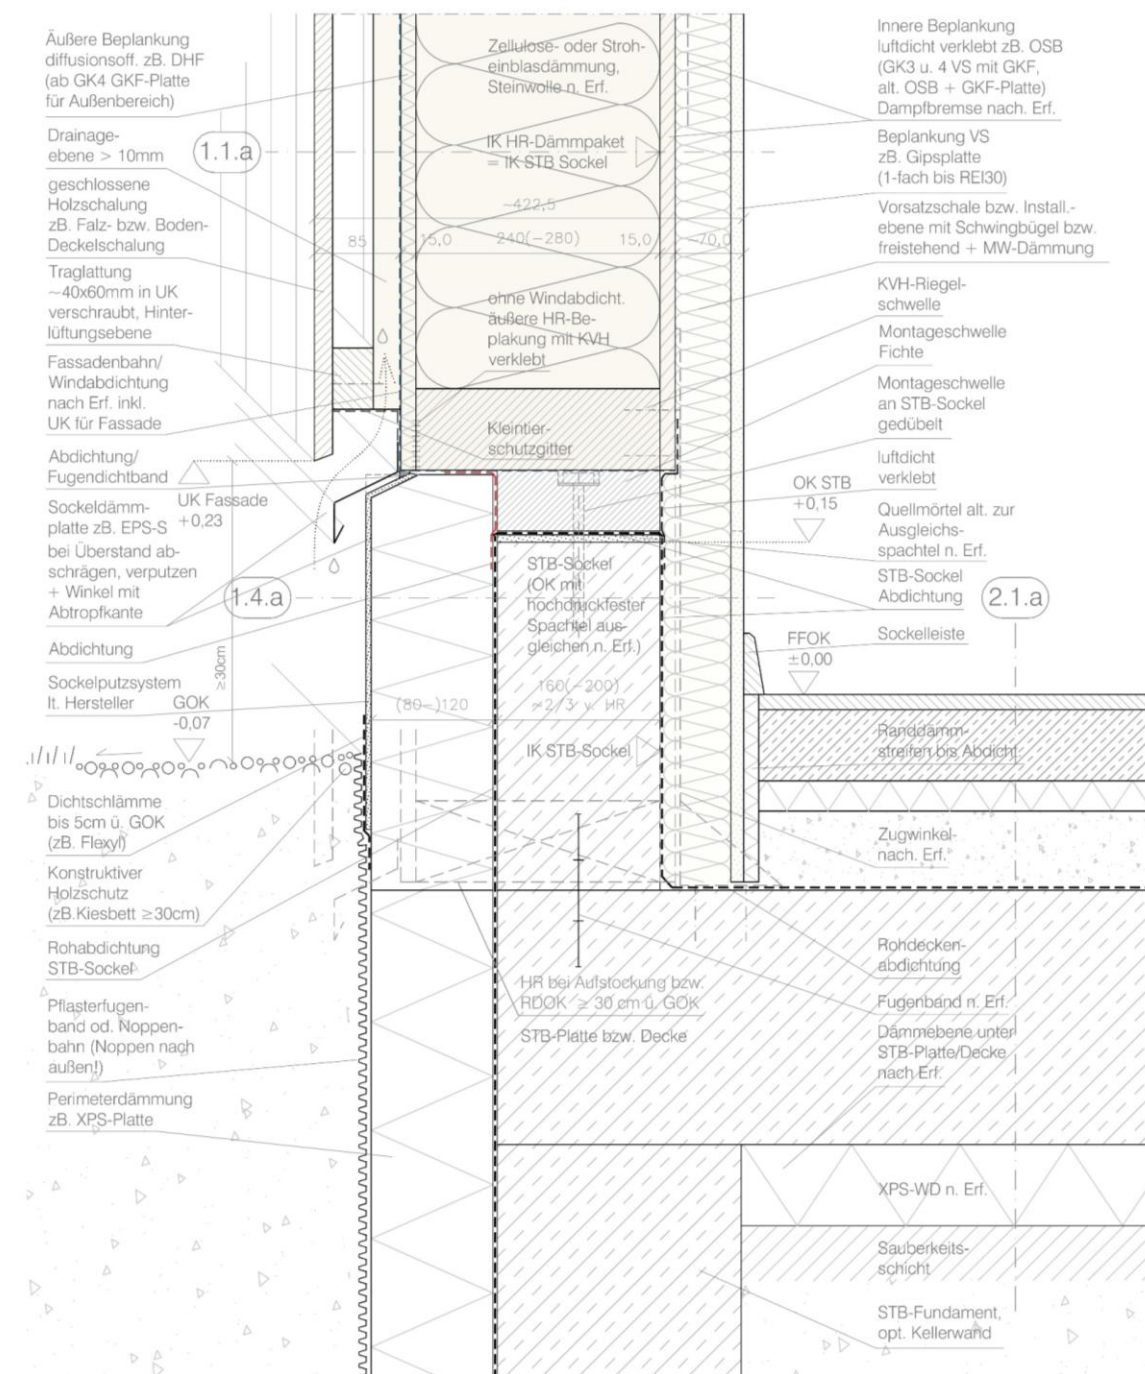 Äußere Beplankung
diffusionsoff. zB. DHF
(ab GK4 GKF-Platte
für Außenbereich)
Drainage-
ebene > 10mm
1.1.a
geschlossene
Holzschalung
zB. Falz- bzw. Boden-
Deckelschalung
Traglattung
~40x60mm in UK
verschraubt, Hinter-
lüftungsebene
Fassadenbahn/
Windabdichtung
nach Erf. inkl.
UK für Fassade
Abdichtung/
Fugendichtband
UK Fassade
+0,23
Sockeldämm-
platte zB. EPS-S
bei Überstand ab-
schrägen, verputzen
+ Winkel mit
Abtropfkante
1.4.a
Abdichtung
≥30cm
Sockelputzsystem
lt. Hersteller
GOK
-0,07
Dichtschlämme
bis 5cm ü. GOK
(zB. Flexyl)
Konstruktiver
Holzschutz
(zB.Kiesbett ≥30cm)
Rohabdichtung
STB-Sockel
Pflasterfugen-
band od. Noppen-
bahn (Noppen nach
außen!)
Perimeterdämmung
zB. XPS-Platte
Zellulose- oder Stroh-
einblasdämmung,
Steinwolle n. Erf.
IK HR-Dämmpaket
= IK STB Sockel
~422,5
85 15,0 240(-280) 15,0 ~70,0
ohne Windabdicht.
äußere HR-Be-
plakung mit KVH
verklebt
Kleintier-
schutzgitter
STB-Sockel
(OK mit
hochdruckfester
Spachtel aus-
gleichen n. Erf.)
160(-200)
~2/3 v. HR
(80-)120
IK STB-Sockel
HR bei Aufstockung bzw.
RDOK ≥ 30 cm ü. GOK
STB-Platte bzw. Decke
Innere Beplankung
luftdicht verklebt zB. OSB
(GK3 u. 4 VS mit GKF,
alt. OSB + GKF-Platte)
Dampfbremse nach. Erf.
Beplankung VS
zB. Gipsplatte
(1-fach bis REI30)
Vorsatzschale bzw. Install.-
ebene mit Schwingbügel bzw.
freistehend + MW-Dämmung
KVH-Riegel-
schwelle
Montageschwelle
Fichte
Montageschwelle
an STB-Sockel
gedübelt
luftdicht
verklebt
OK STB
+0,15
Quellmörtel alt. zur
Ausgleichs-
spachtel n. Erf.
STB-Sockel
Abdichtung
2.1.a
Sockelleiste
FFOK
±0,00
Randdämm-
streifen bis Abdicht.
Zugwinkel
nach. Erf.
Rohdecken-
abdichtung
Fugenband n. Erf.
Dämmebene unter
STB-Platte/Decke
nach Erf.
XPS-WD n. Erf.
Sauberkeits-
schicht
STB-Fundament,
opt. Kellerwand